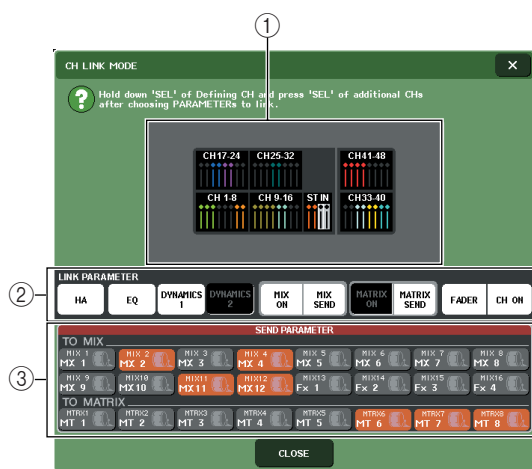 ①
CH LINK MODE
×
? Hold down 'SEL' of Defining CH and press 'SEL' of additional CHs
after choosing PARAMETERs to link.
CH17-24 CH25-32 CH41-48
CH 1-8 CH 9-16 ST IN CH33-40
②
LINK PARAMETER
HA EQ DYNAMICS 1 DYNAMICS 2 MIX ON MIX SEND MATRIX ON MATRIX SEND FADER CH ON
③
SEND PARAMETER
TO MIX
MIX 1 MIX 2 MIX 3 MIX 4 MIX 5 MIX 6 MIX 7 MIX 8
MX 1 MX 2 MX 3 MX 4 MX 5 MX 6 MX 7 MX 8
MIX 9 MIX10 MIX11 MIX12 MIX13 MIX14 MIX15 MIX16
MX 9 MX10 MX11 MX12 Fx 1 Fx 2 Fx 3 Fx 4
TO MATRIX
MTRX1 MTRX2 MTRX3 MTRX4 MTRX5 MTRX6 MTRX7 MTRX8
MT 1 MT 2 MT 3 MT 4 MT 5 MT 6 MT 7 MT 8
CLOSE